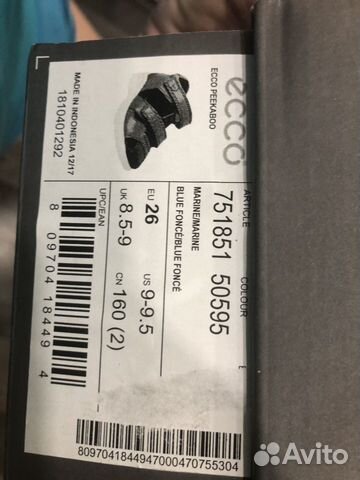 ecco
ECCO PEEKABOO
MADE IN INDONESIA 12/17
1810401292
ARTICLE COLOUR
751851 50595
MARINE/MARINE
BLUE FONCÉ/BLUE FONCÉ
E
EU 26 US 9-9.5
UK 8.5-9 CN 160 (2)
UPC/EAN
8 09704 18449 4
8097041844947000470755304
Avito